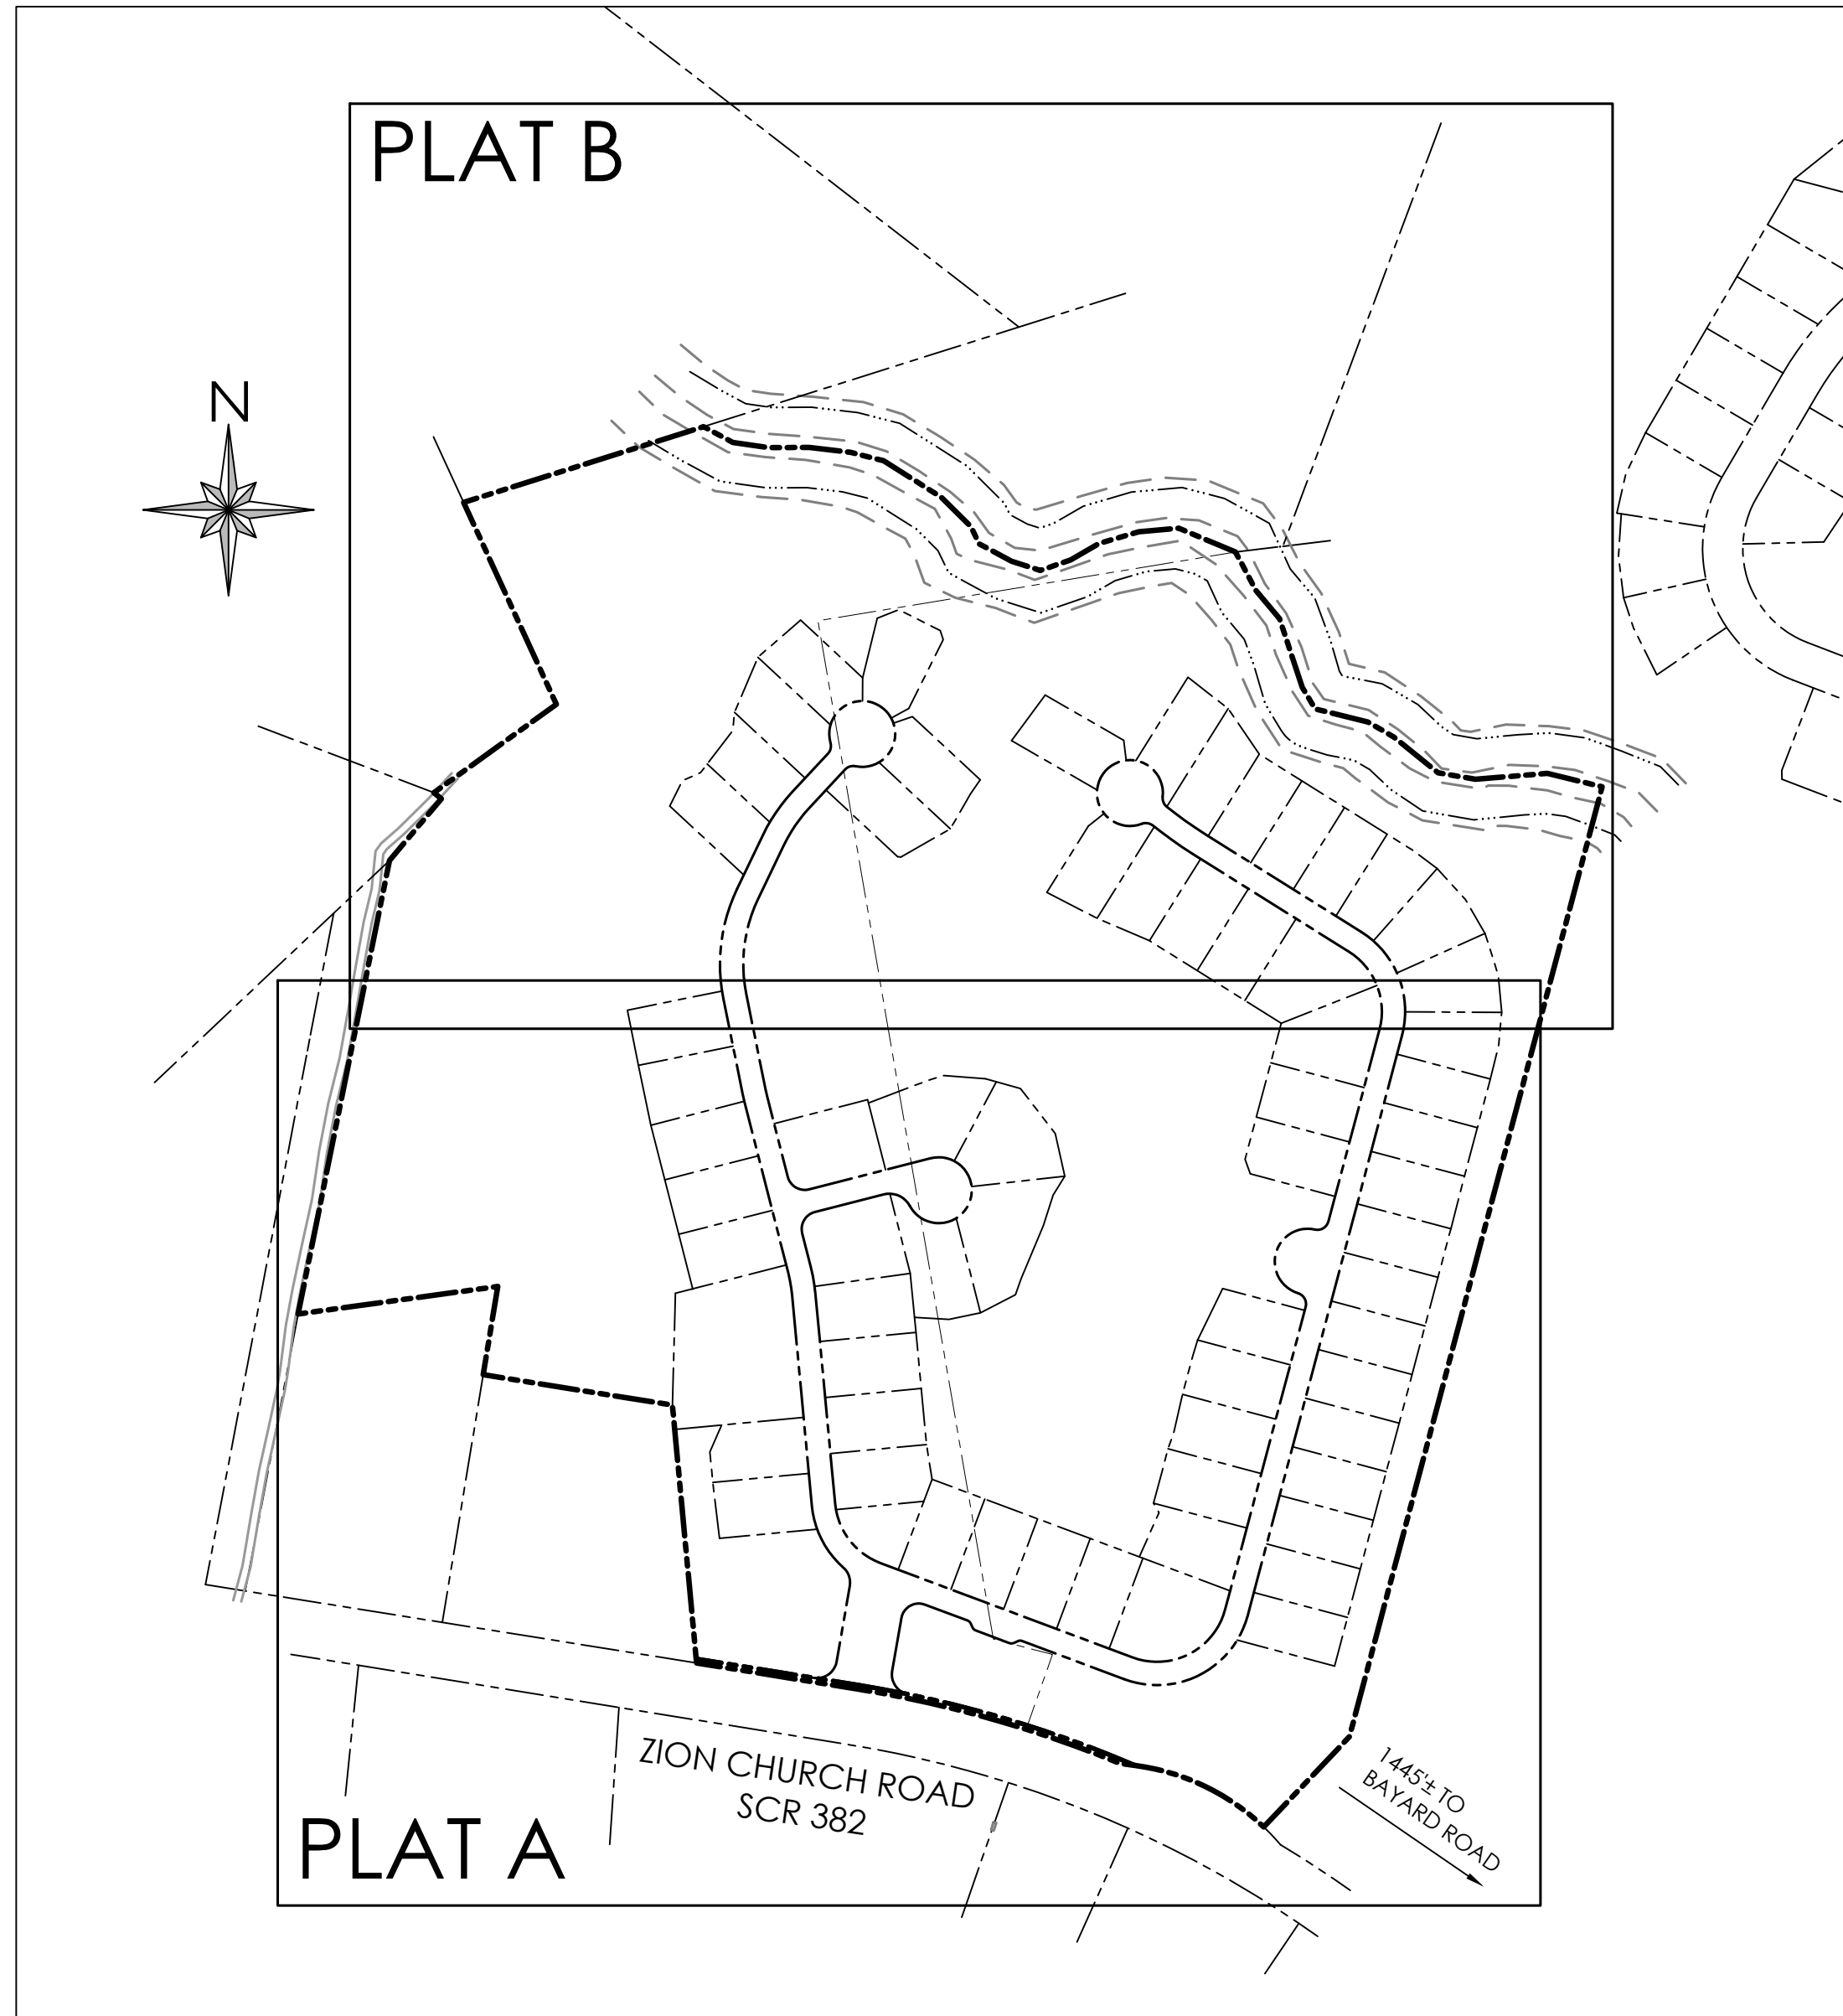 PLAT B
N
ZION CHURCH ROAD
SCR 382
1445'± TO
BAYARD ROAD
PLAT A